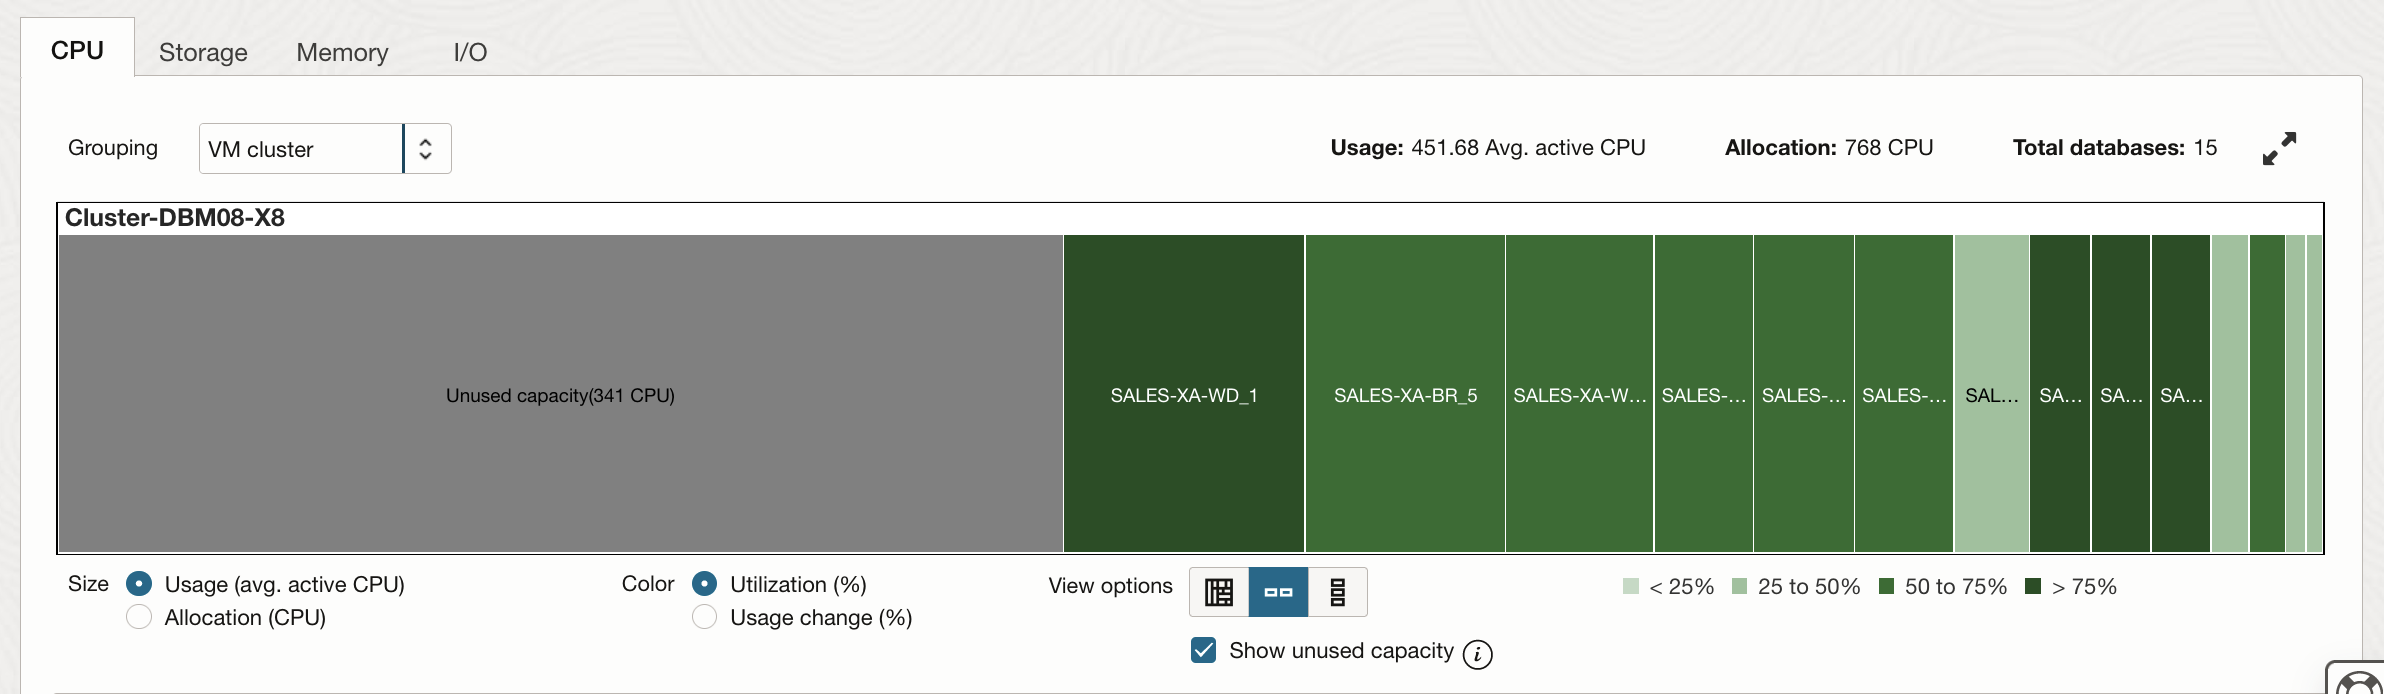 CPU
Storage
Memory
I/O
Grouping
VM cluster
Usage: 451.68 Avg. active CPU
Allocation: 768 CPU
Total databases: 15
Cluster-DBM08-X8
Unused capacity(341 CPU)
SALES-XA-WD_1
SALES-XA-BR_5
SALES-XA-W...
SALES-...
SALES-...
SALES-...
SAL...
SA...
SA...
SA...
Size
Usage (avg. active CPU)
Allocation (CPU)
Color
Utilization (%)
Usage change (%)
View options
Show unused capacity
i
< 25%
25 to 50%
50 to 75%
> 75%